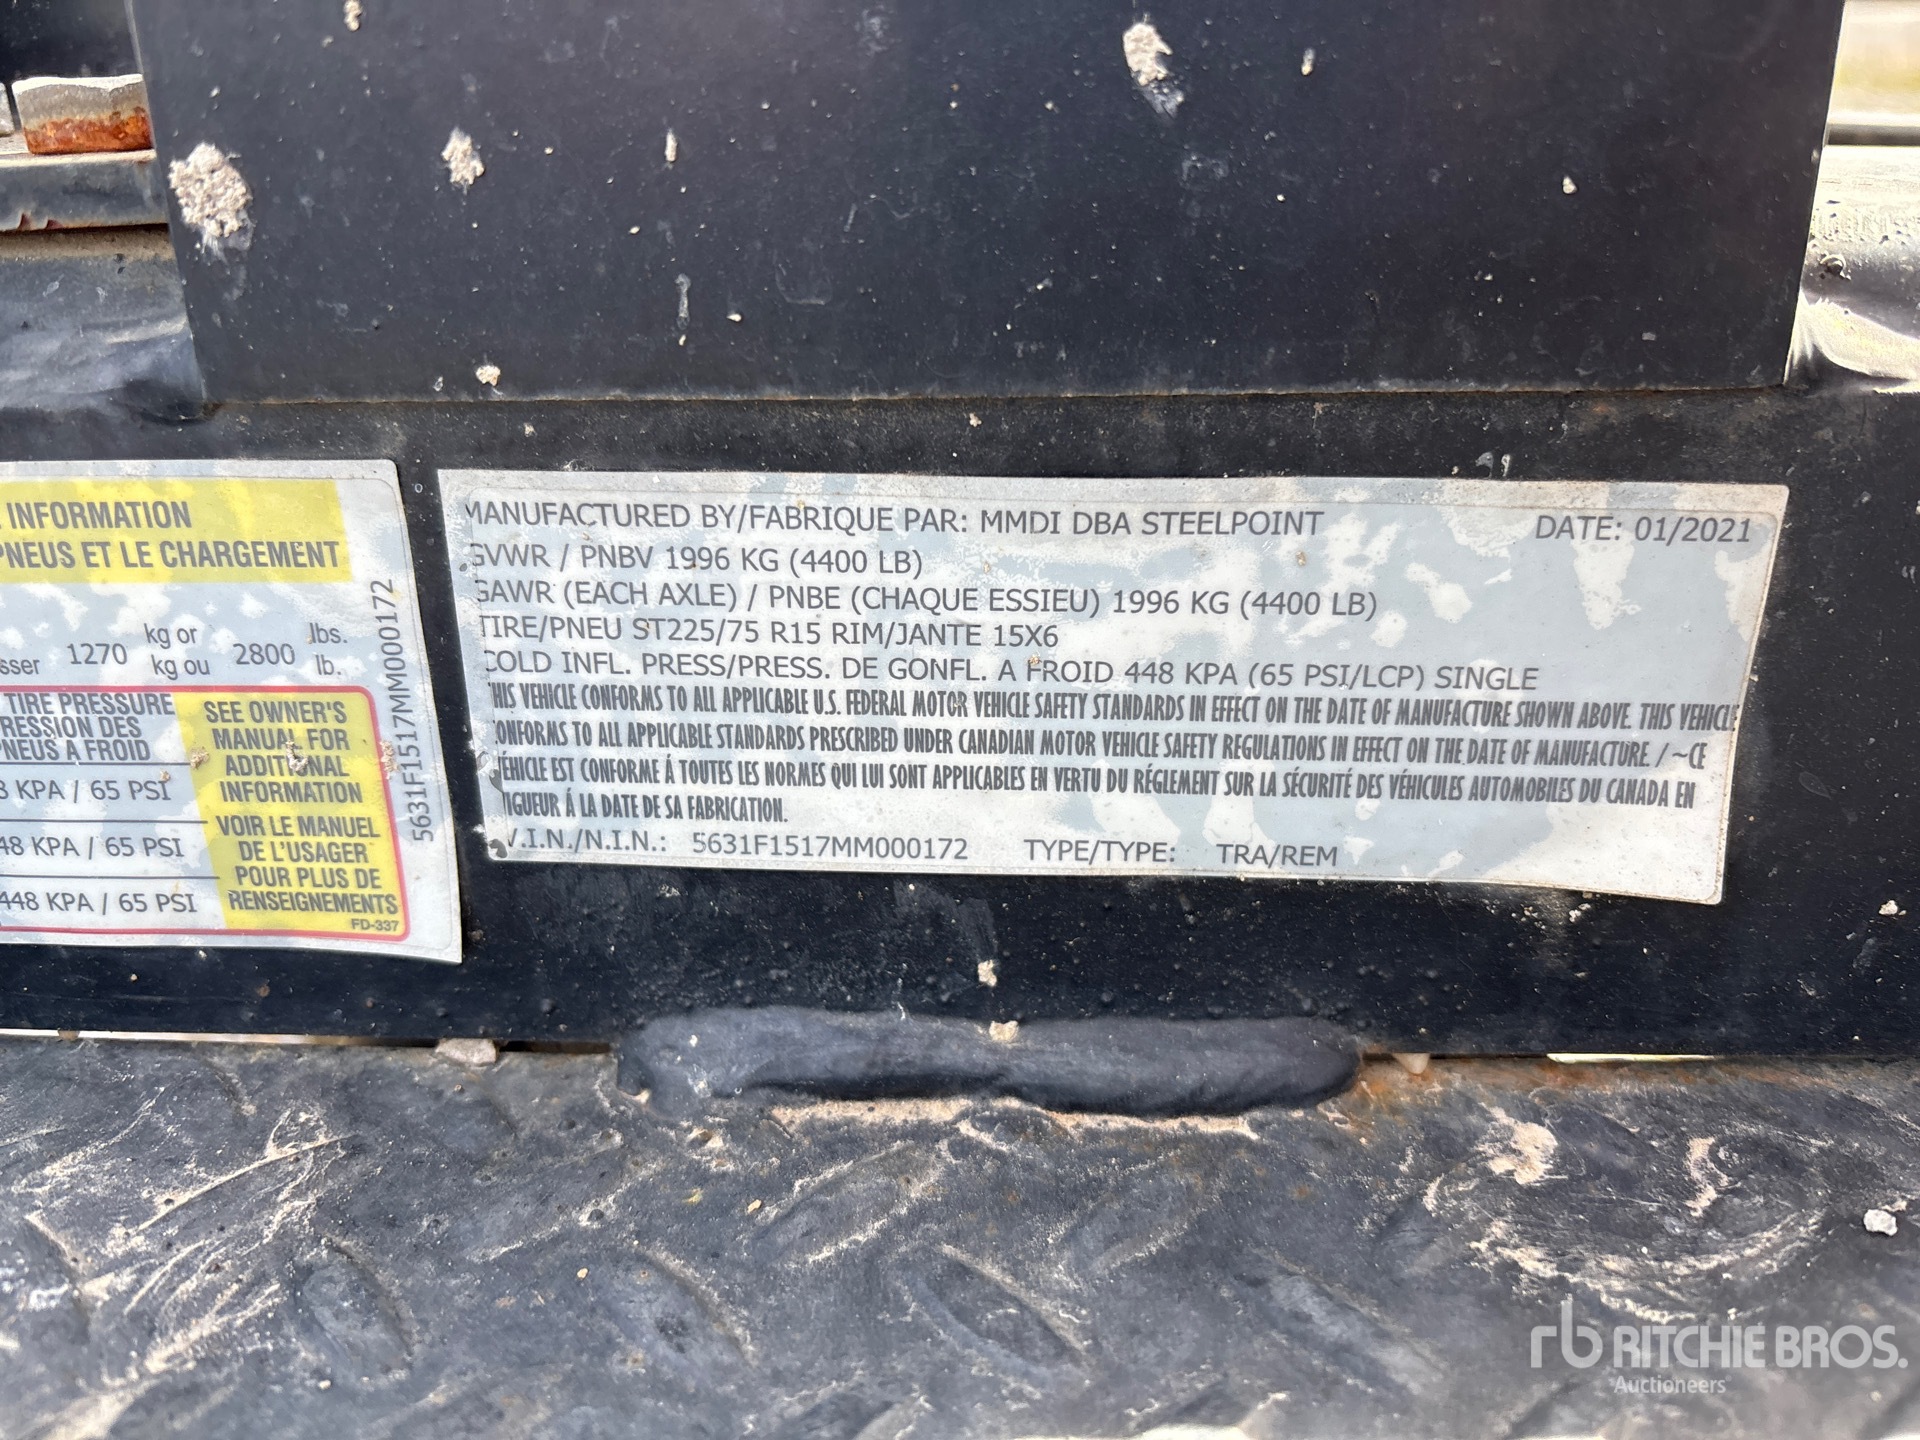 INFORMATION
PNEUS ET LE CHARGEMENT
1270 kg or kg ou 2800 lbs. lb.
TIRE PRESSURE
PRESSION DES
PNEUS A FROID
KPA / 65 PSI
48 KPA / 65 PSI
448 KPA / 65 PSI
SEE OWNER'S
MANUAL FOR
ADDITIONAL
INFORMATION
VOIR LE MANUEL
DE L'USAGER
POUR PLUS DE
RENSEIGNEMENTS
FD-337
5631F1517MM000172
MANUFACTURED BY/FABRIQUE PAR: MMDI DBA STEELPOINT DATE: 01/2021
GVWR / PNBV 1996 KG (4400 LB)
GAWR (EACH AXLE) / PNBE (CHAQUE ESSIEU) 1996 KG (4400 LB)
TIRE/PNEU ST225/75 R15 RIM/JANTE 15X6
COLD INFL. PRESS/PRESS. DE GONFL. A FROID 448 KPA (65 PSI/LCP) SINGLE
THIS VEHICLE CONFORMS TO ALL APPLICABLE U.S. FEDERAL MOTOR VEHICLE SAFETY STANDARDS IN EFFECT ON THE DATE OF MANUFACTURE SHOWN ABOVE. THIS VEHICLE
CONFORMS TO ALL APPLICABLE STANDARDS PRESCRIBED UNDER CANADIAN MOTOR VEHICLE SAFETY REGULATIONS IN EFFECT ON THE DATE OF MANUFACTURE. / ~CE
VÉHICLE EST CONFORME Á TOUTES LES NORMES QUI LUI SONT APPLICABLES EN VERTU DU RÉGLEMENT SUR LA SÉCURITÉ DES VÉHICULES AUTOMOBILES DU CANADA EN
VIGUEUR Á LA DATE DE SA FABRICATION.
V.I.N./N.I.N.: 5631F1517MM000172 TYPE/TYPE: TRA/REM
rb RITCHIE BROS.
Auctioneers